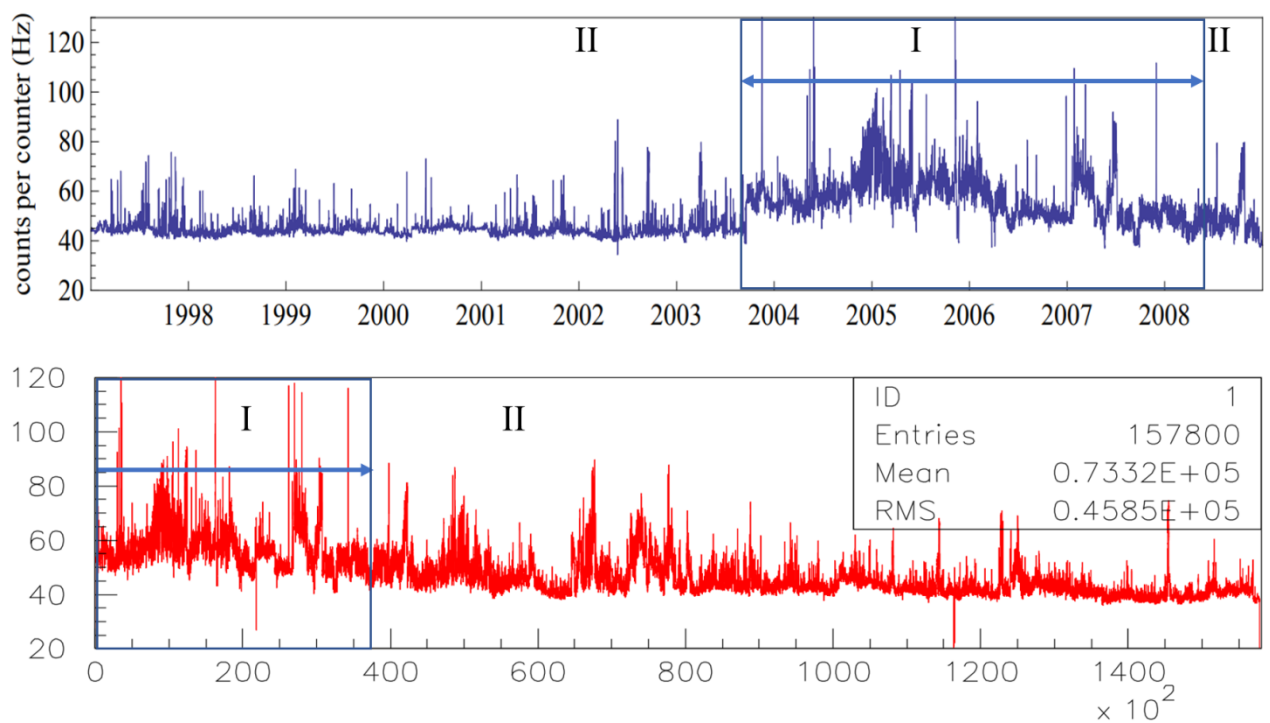 counts per counter (Hz)
120
100
80
60
40
20
II
I
II
1998 1999 2000 2001 2002 2003 2004 2005 2006 2007 2008
120
100
80
60
40
20
I
II
ID 1
Entries 157800
Mean 0.7332E+05
RMS 0.4585E+05
0 200 400 600 800 1000 1200 1400
× 10²